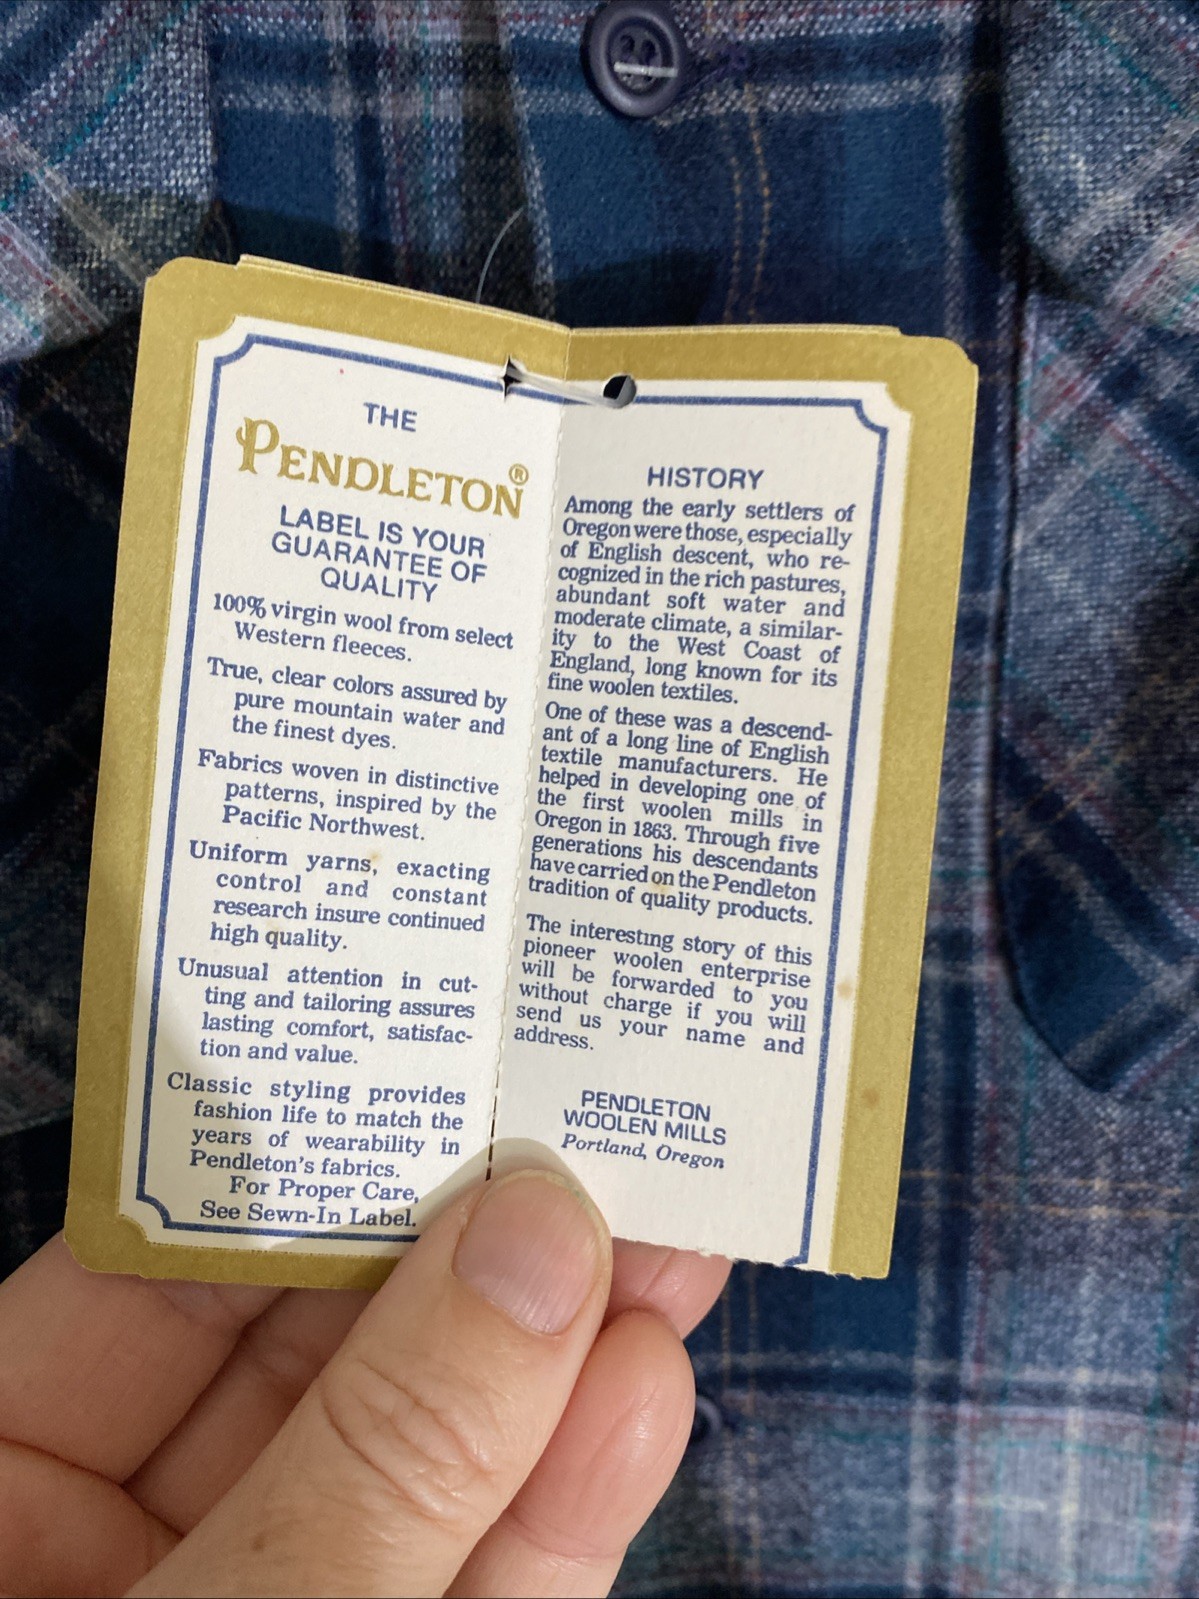 THE
PENDLETON®
LABEL IS YOUR
GUARANTEE OF
QUALITY
100% virgin wool from select
Western fleeces.
True, clear colors assured by
pure mountain water and
the finest dyes.
Fabrics woven in distinctive
patterns, inspired by the
Pacific Northwest.
Uniform yarns, exacting
control and constant
research insure continued
high quality.
Unusual attention in cut-
ting and tailoring assures
lasting comfort, satisfac-
tion and value.
Classic styling provides
fashion life to match the
years of wearability in
Pendleton's fabrics.
For Proper Care,
See Sewn-In Label.
HISTORY
Among the early settlers of
Oregon were those, especially
of English descent, who re-
cognized in the rich pastures,
abundant soft water and
moderate climate, a similar-
ity to the West Coast of
England, long known for its
fine woolen textiles.
One of these was a descend-
ant of a long line of English
textile manufacturers. He
helped in developing one of
the first woolen mills in
Oregon in 1863. Through five
generations his descendants
have carried on the Pendleton
tradition of quality products.
The interesting story of this
pioneer woolen enterprise
will be forwarded to you
without charge if you will
send us your name and
address.
PENDLETON
WOOLEN MILLS
Portland, Oregon